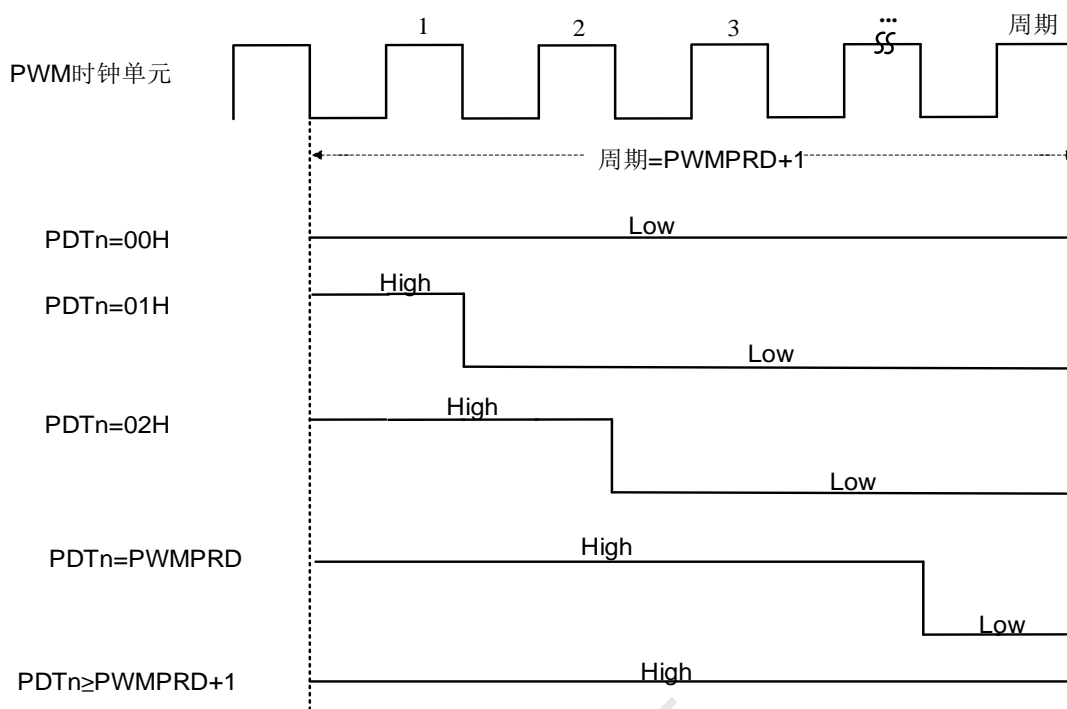 1 2 3 ... 周期
PWM时钟单元
周期=PWMPRD+1
PDTn=00H Low
PDTn=01H High Low
PDTn=02H High Low
PDTn=PWMPRD High Low
PDTn≥PWMPRD+1 High